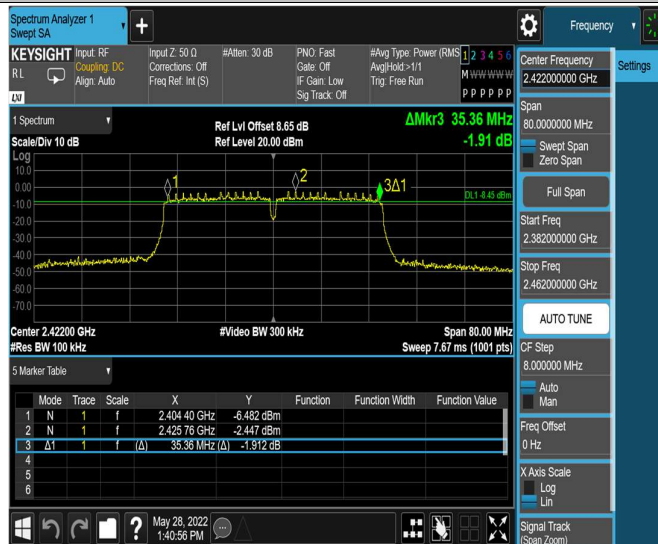 Spectrum Analyzer 1
Swept SA
Frequency
KEYSIGHT
RL
LXI
Input: RF
Coupling: DC
Align: Auto
Input Z: 50 Ω
Corrections: Off
Freq Ref: Int (S)
#Atten: 30 dB
PNO: Fast
Gate: Off
IF Gain: Low
Sig Track: Off
#Avg Type: Power (RMS
Avg|Hold:>1/1
Trig: Free Run
1 2 3 4 5 6
M W W W W W
P P P P P P
1 Spectrum
Scale/Div 10 dB
Ref Lvl Offset 8.65 dB
Ref Level 20.00 dBm
ΔMkr3 35.36 MHz
-1.91 dB
Log
10.0
0.00
-10.0
-20.0
-30.0
-40.0
-50.0
-60.0
-70.0
1
2
3Δ1
DL1 -8.45 dBm
Center 2.42200 GHz
#Res BW 100 kHz
#Video BW 300 kHz
Span 80.00 MHz
Sweep 7.67 ms (1001 pts)
5 Marker Table
Mode Trace Scale X Y Function Function Width Function Value
1 N 1 f 2.404 40 GHz -6.482 dBm
2 N 1 f 2.425 76 GHz -2.447 dBm
3 Δ1 1 f (Δ) 35.36 MHz (Δ) -1.912 dB
4
5
6
May 28, 2022
1:40:56 PM
Center Frequency
2.422000000 GHz
Settings
Span
80.0000000 MHz
Swept Span
Zero Span
Full Span
Start Freq
2.382000000 GHz
Stop Freq
2.462000000 GHz
AUTO TUNE
CF Step
8.000000 MHz
Auto
Man
Freq Offset
0 Hz
X Axis Scale
Log
Lin
Signal Track
(Span Zoom)